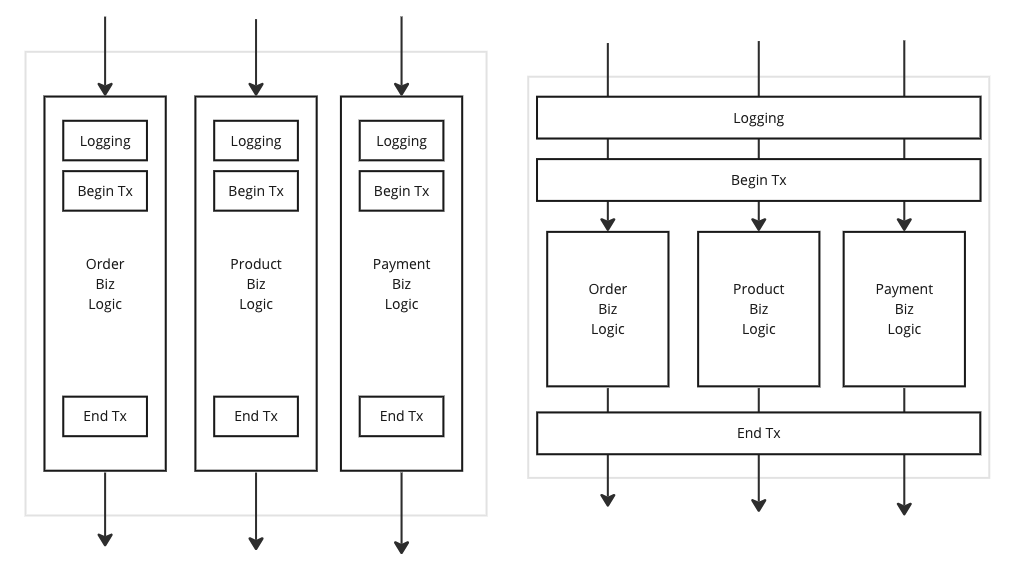 Logging
Begin Tx
Order
Biz
Logic
End Tx
Logging
Begin Tx
Product
Biz
Logic
End Tx
Logging
Begin Tx
Payment
Biz
Logic
End Tx
Logging
Begin Tx
Order
Biz
Logic
Product
Biz
Logic
Payment
Biz
Logic
End Tx